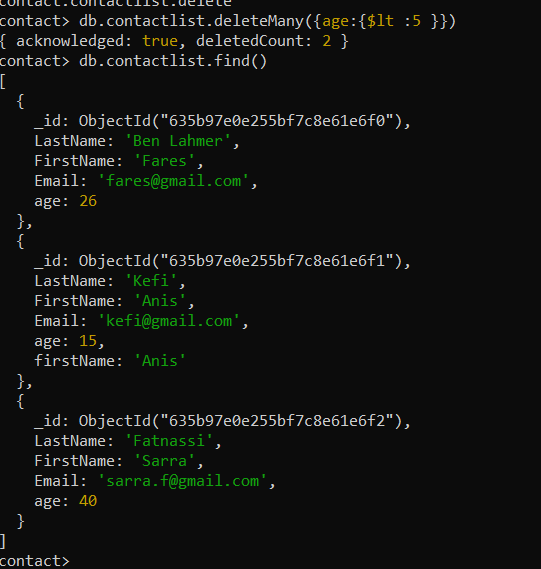 contact.contactlist.delete
contact> db.contactlist.deleteMany({age:{$lt :5 }})
{ acknowledged: true, deletedCount: 2 }
contact> db.contactlist.find()
[
  {
    _id: ObjectId("635b97e0e255bf7c8e61e6f0"),
    LastName: 'Ben Lahmer',
    FirstName: 'Fares',
    Email: 'fares@gmail.com',
    age: 26
  },
  {
    _id: ObjectId("635b97e0e255bf7c8e61e6f1"),
    LastName: 'Kefi',
    FirstName: 'Anis',
    Email: 'kefi@gmail.com',
    age: 15,
    firstName: 'Anis'
  },
  {
    _id: ObjectId("635b97e0e255bf7c8e61e6f2"),
    LastName: 'Fatnassi',
    FirstName: 'Sarra',
    Email: 'sarra.f@gmail.com',
    age: 40
  }
]
contact>